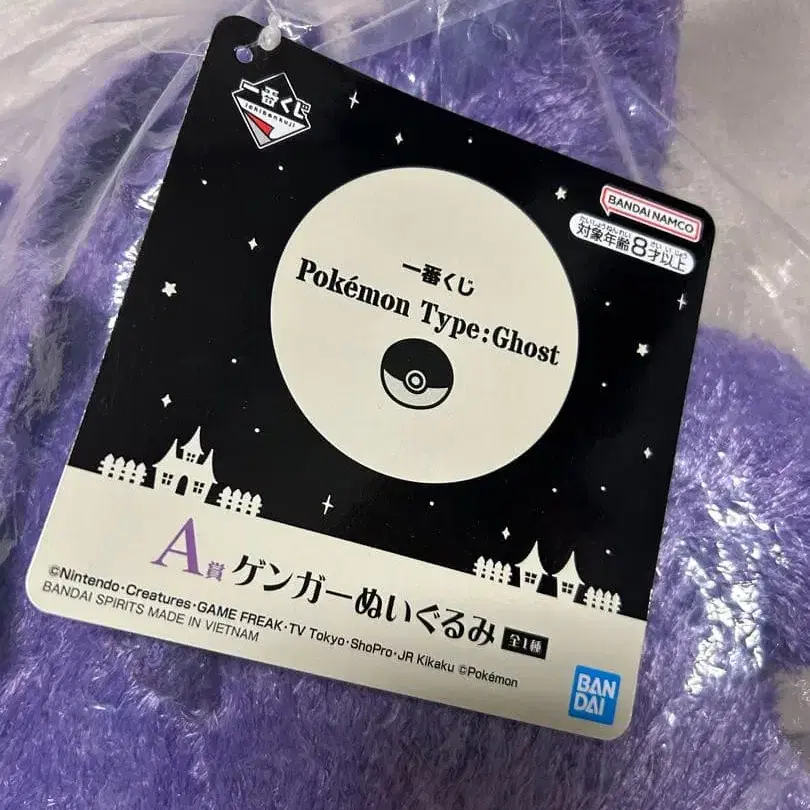 一番くじ
ichibankuji
BANDAI NAMCO
たいしょうねんれい さいいじょう
対象年齢8才以上
一番くじ
Pokémon Type:Ghost
A賞 ゲンガーぬいぐるみ 全1種
©Nintendo・Creatures・GAME FREAK・TV Tokyo・ShoPro・JR Kikaku ©Pokémon
BANDAI SPIRITS MADE IN VIETNAM
BAN
DAI